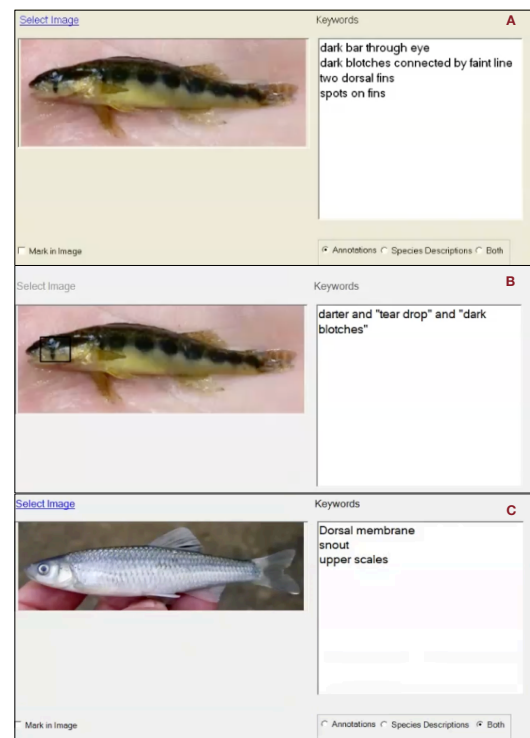 Select Image Keywords A
dark bar through eye
dark blotches connected by faint line
two dorsal fins
spots on fins
Mark in Image Annotations Species Descriptions Both
Select Image Keywords B
darter and "tear drop" and "dark
blotches"
Select Image Keywords C
Dorsal membrane
snout
upper scales
Mark in Image Annotations Species Descriptions Both